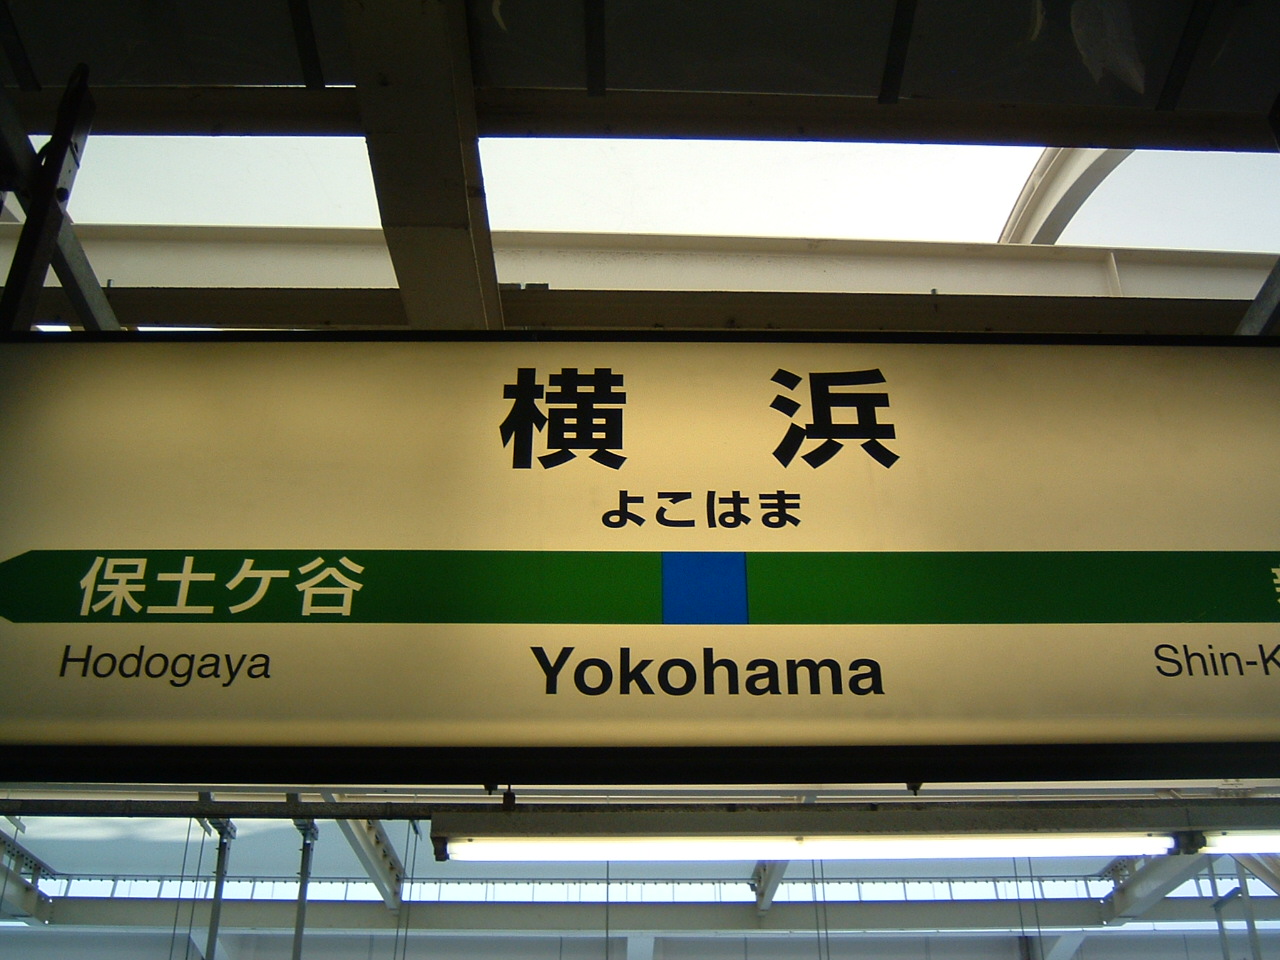 横 浜
よこはま
保土ケ谷
Hodogaya
Yokohama
Shin-K